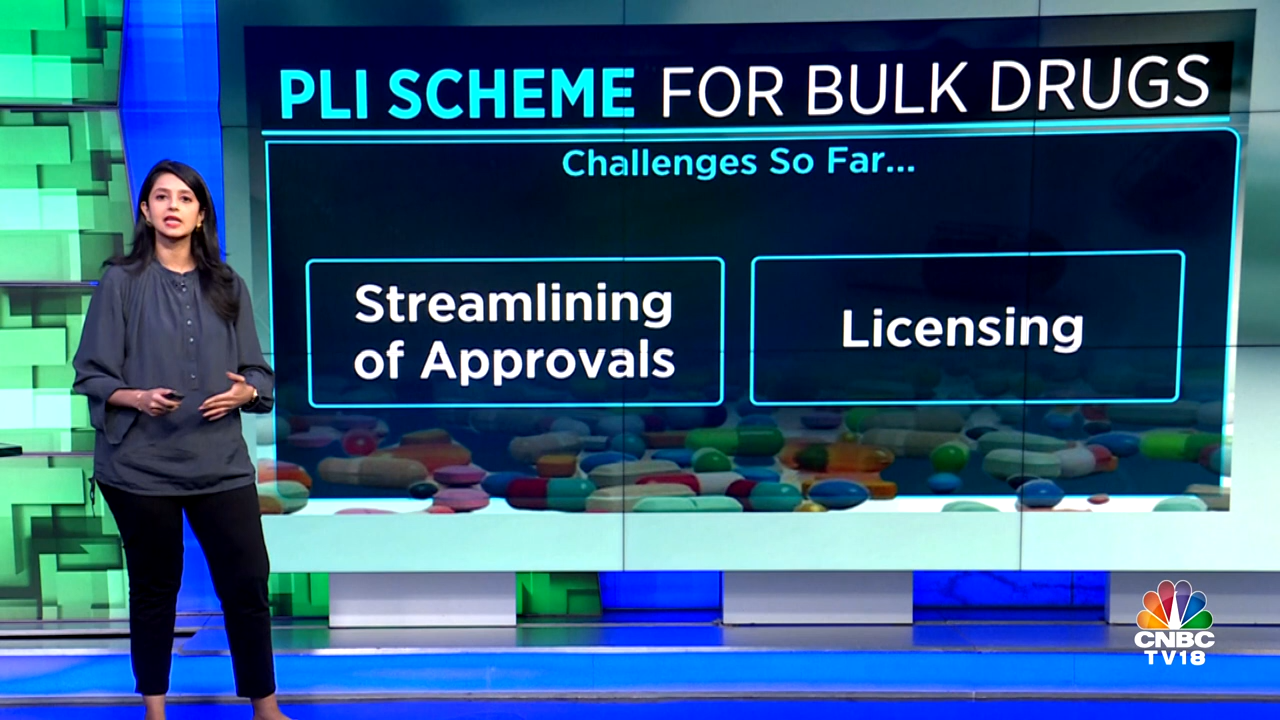 PLI SCHEME FOR BULK DRUGS
Challenges So Far...
Streamlining
of Approvals
Licensing
CNBC
TV18